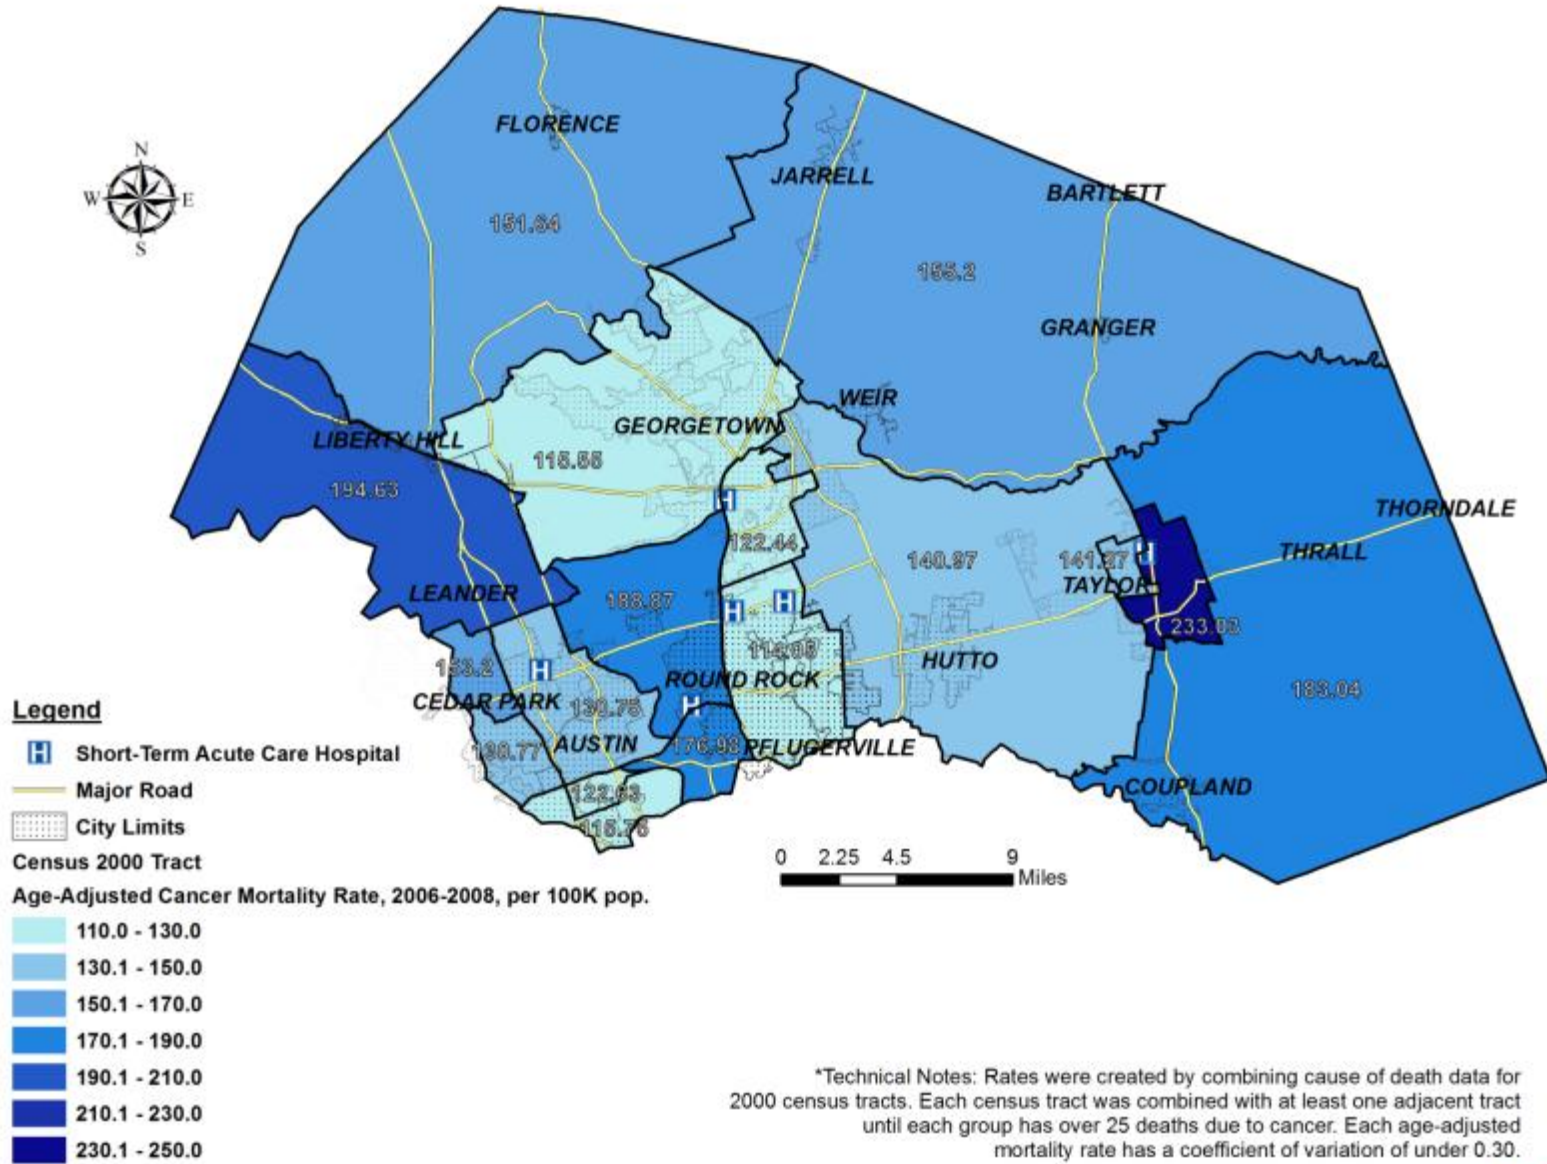 FLORENCE
N
W E
S
JARRELL
BARTLETT
151.64
155.2
GRANGER
WEIR
GEORGETOWN
LIBERTY HILL
115.55
194.63
THORNDALE
122.44
140.97
141.27
THRALL
LEANDER
188.87
TAYLOR
233.03
114.05
153.2
HUTTO
ROUND ROCK
183.04
CEDAR PARK
130.75
AUSTIN
176.93
PFLUGERVILLE
COUPLAND
122.63
115.76
Legend
H Short-Term Acute Care Hospital
Major Road
City Limits
Census 2000 Tract
Age-Adjusted Cancer Mortality Rate, 2006-2008, per 100K pop.
110.0 - 130.0
130.1 - 150.0
150.1 - 170.0
170.1 - 190.0
190.1 - 210.0
210.1 - 230.0
230.1 - 250.0
0 2.25 4.5 9
Miles
*Technical Notes: Rates were created by combining cause of death data for
2000 census tracts. Each census tract was combined with at least one adjacent tract
until each group has over 25 deaths due to cancer. Each age-adjusted
mortality rate has a coefficient of variation of under 0.30.